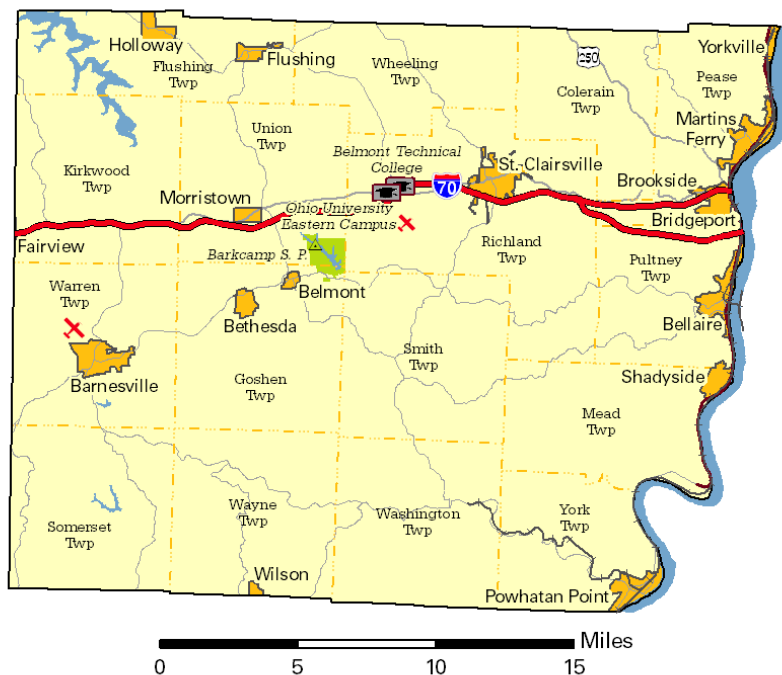 Holloway
Flushing
Twp
Flushing
Wheeling
Twp
250
Yorkville
Pease
Twp
Colerain
Twp
Martins
Ferry
Union
Twp
Belmont Technical
College
St. Clairsville
Kirkwood
Twp
Morristown
70
Brookside
Ohio University
Eastern Campus
Bridgeport
Fairview
Barkcamp S. P.
Richland
Twp
Pultney
Twp
Warren
Twp
Belmont
Bethesda
Bellaire
Smith
Twp
Barnesville
Goshen
Twp
Shadyside
Mead
Twp
Somerset
Twp
Wayne
Twp
Washington
Twp
York
Twp
Wilson
Powhatan Point
Miles
0 5 10 15